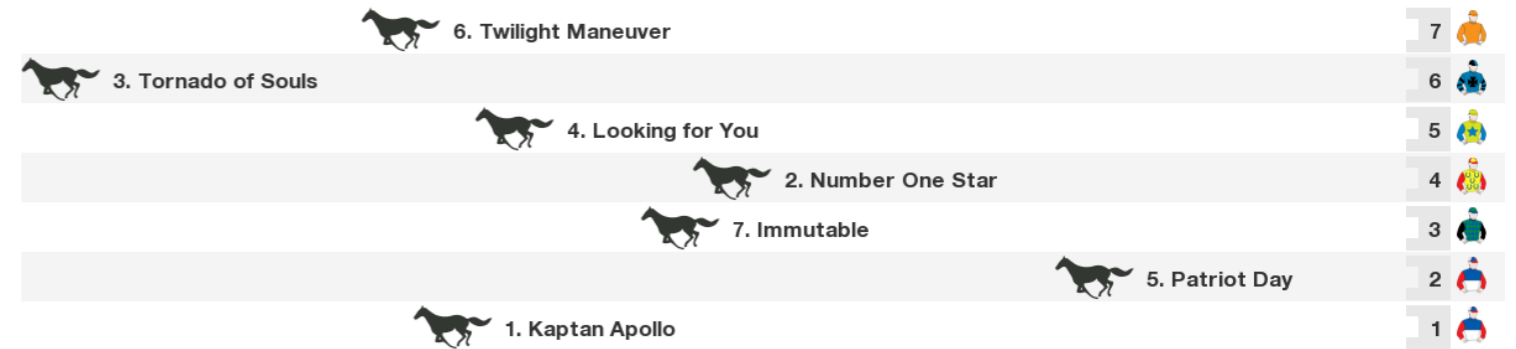 6. Twilight Maneuver 7
3. Tornado of Souls 6
4. Looking for You 5
2. Number One Star 4
7. Immutable 3
5. Patriot Day 2
1. Kaptan Apollo 1